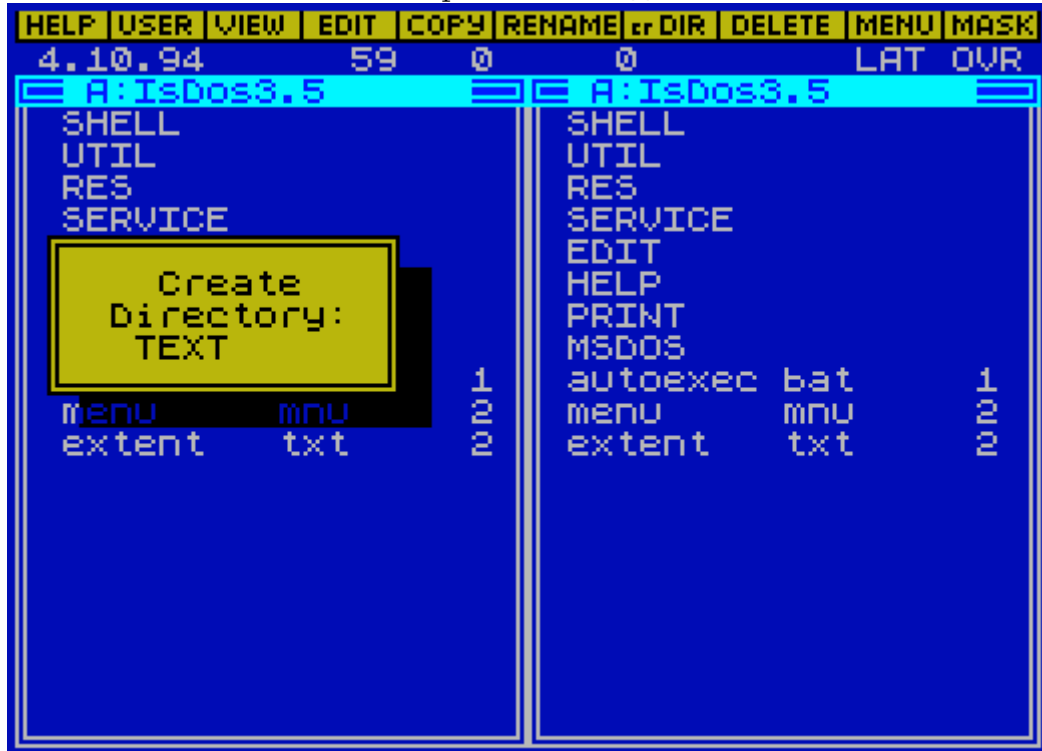 HELP USER VIEW EDIT COPY RENAME cr DIR DELETE MENU MASK
4.10.94 59 0 0 LAT OVR
A:IsDos3.5 A:IsDos3.5
SHELL SHELL
UTIL UTIL
RES RES
SERVICE SERVICE
EDIT
Create HELP
Directory: PRINT
TEXT MSDOS
1 autoexec bat 1
menu mnu 2 menu mnu 2
extent txt 2 extent txt 2